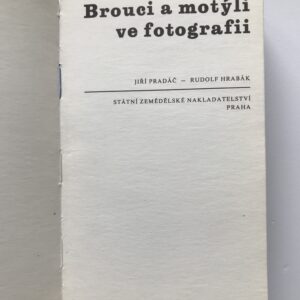 Brouci a motýli
ve fotografii
JIŘÍ PRADÁČ — RUDOLF HRABÁK
STÁTNÍ ZEMĚDĚLSKÉ NAKLADATELSTVÍ
PRAHA